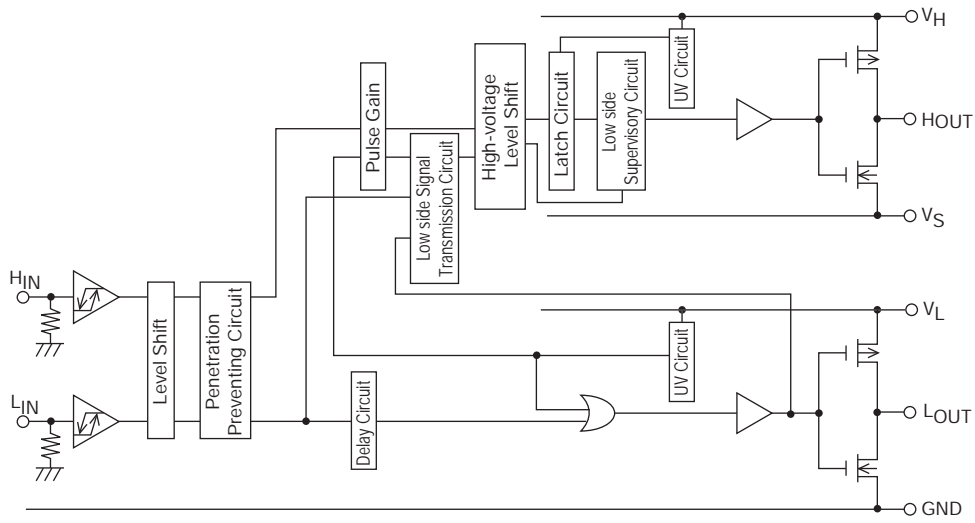 VH
UV Circuit
Pulse Gain
High-voltage
Level Shift
Latch Circuit
Low side
Supervisory Circuit
HOUT
Low side Signal
Transmission Circuit
VS
HIN
VL
Level Shift
Penetration
Preventing Circuit
UV Circuit
LIN
Delay Circuit
LOUT
GND